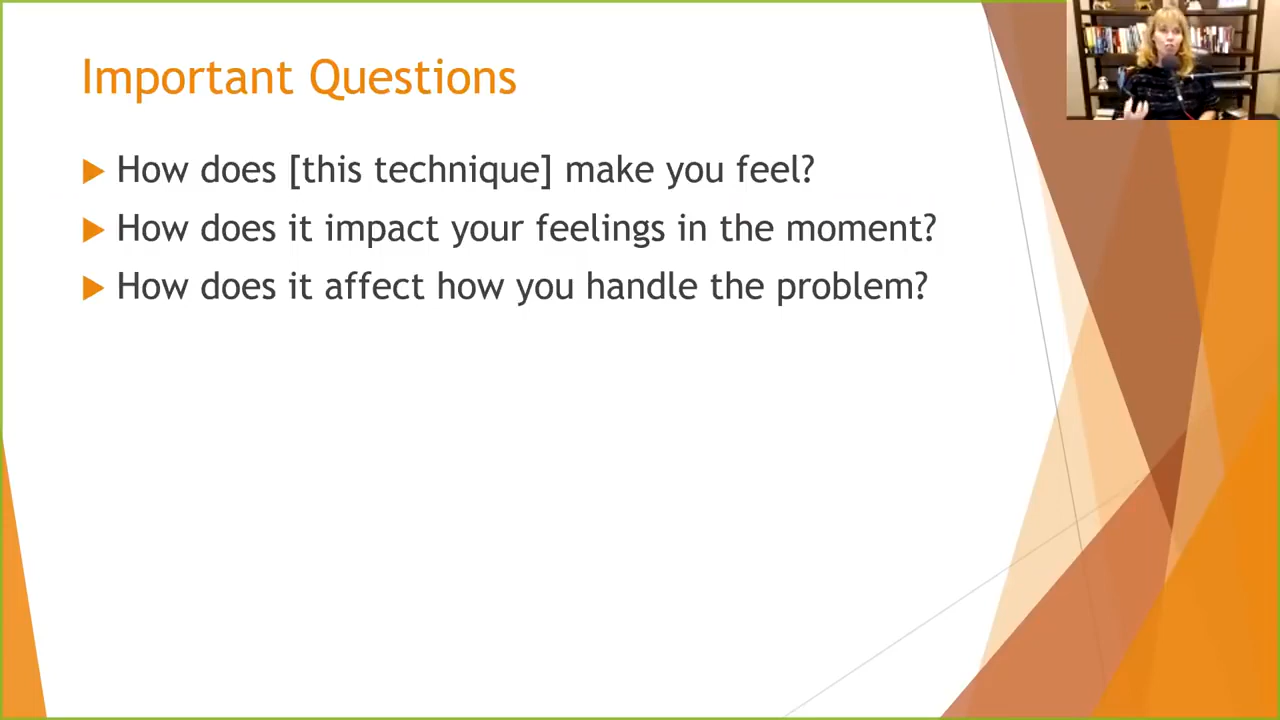 Important Questions
How does [this technique] make you feel?
How does it impact your feelings in the moment?
How does it affect how you handle the problem?